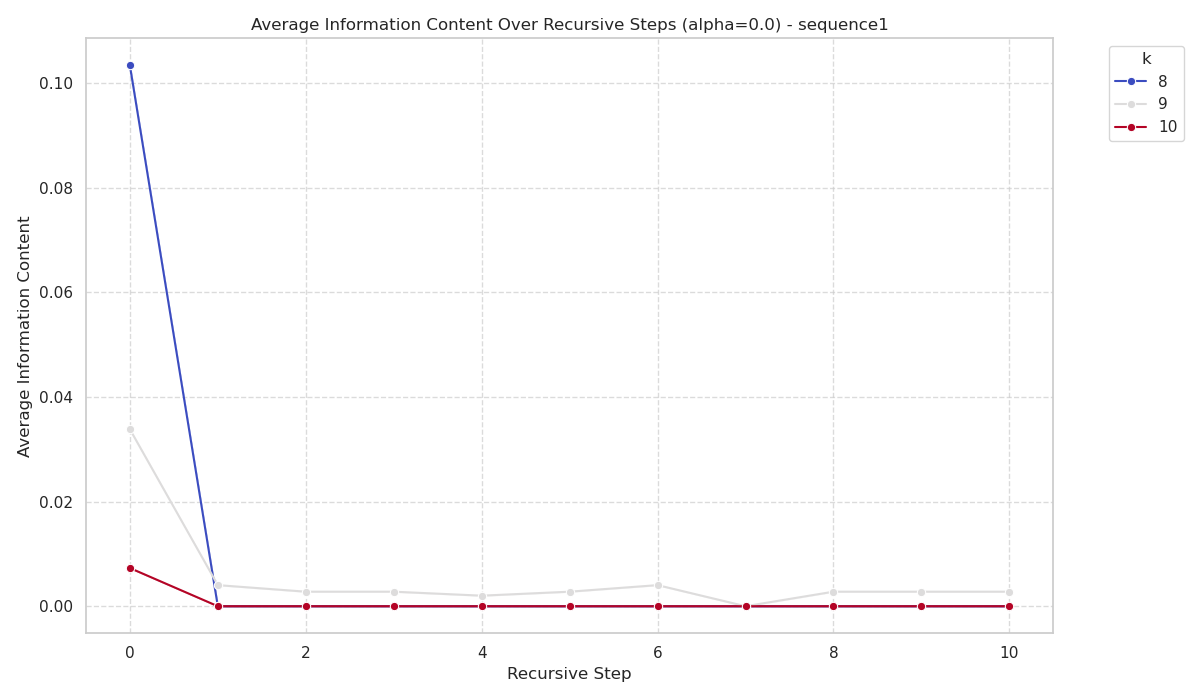 Average Information Content Over Recursive Steps (alpha=0.0) - sequence1
k
8
9
10
Average Information Content
0.10
0.08
0.06
0.04
0.02
0.00
0 2 4 6 8 10
Recursive Step